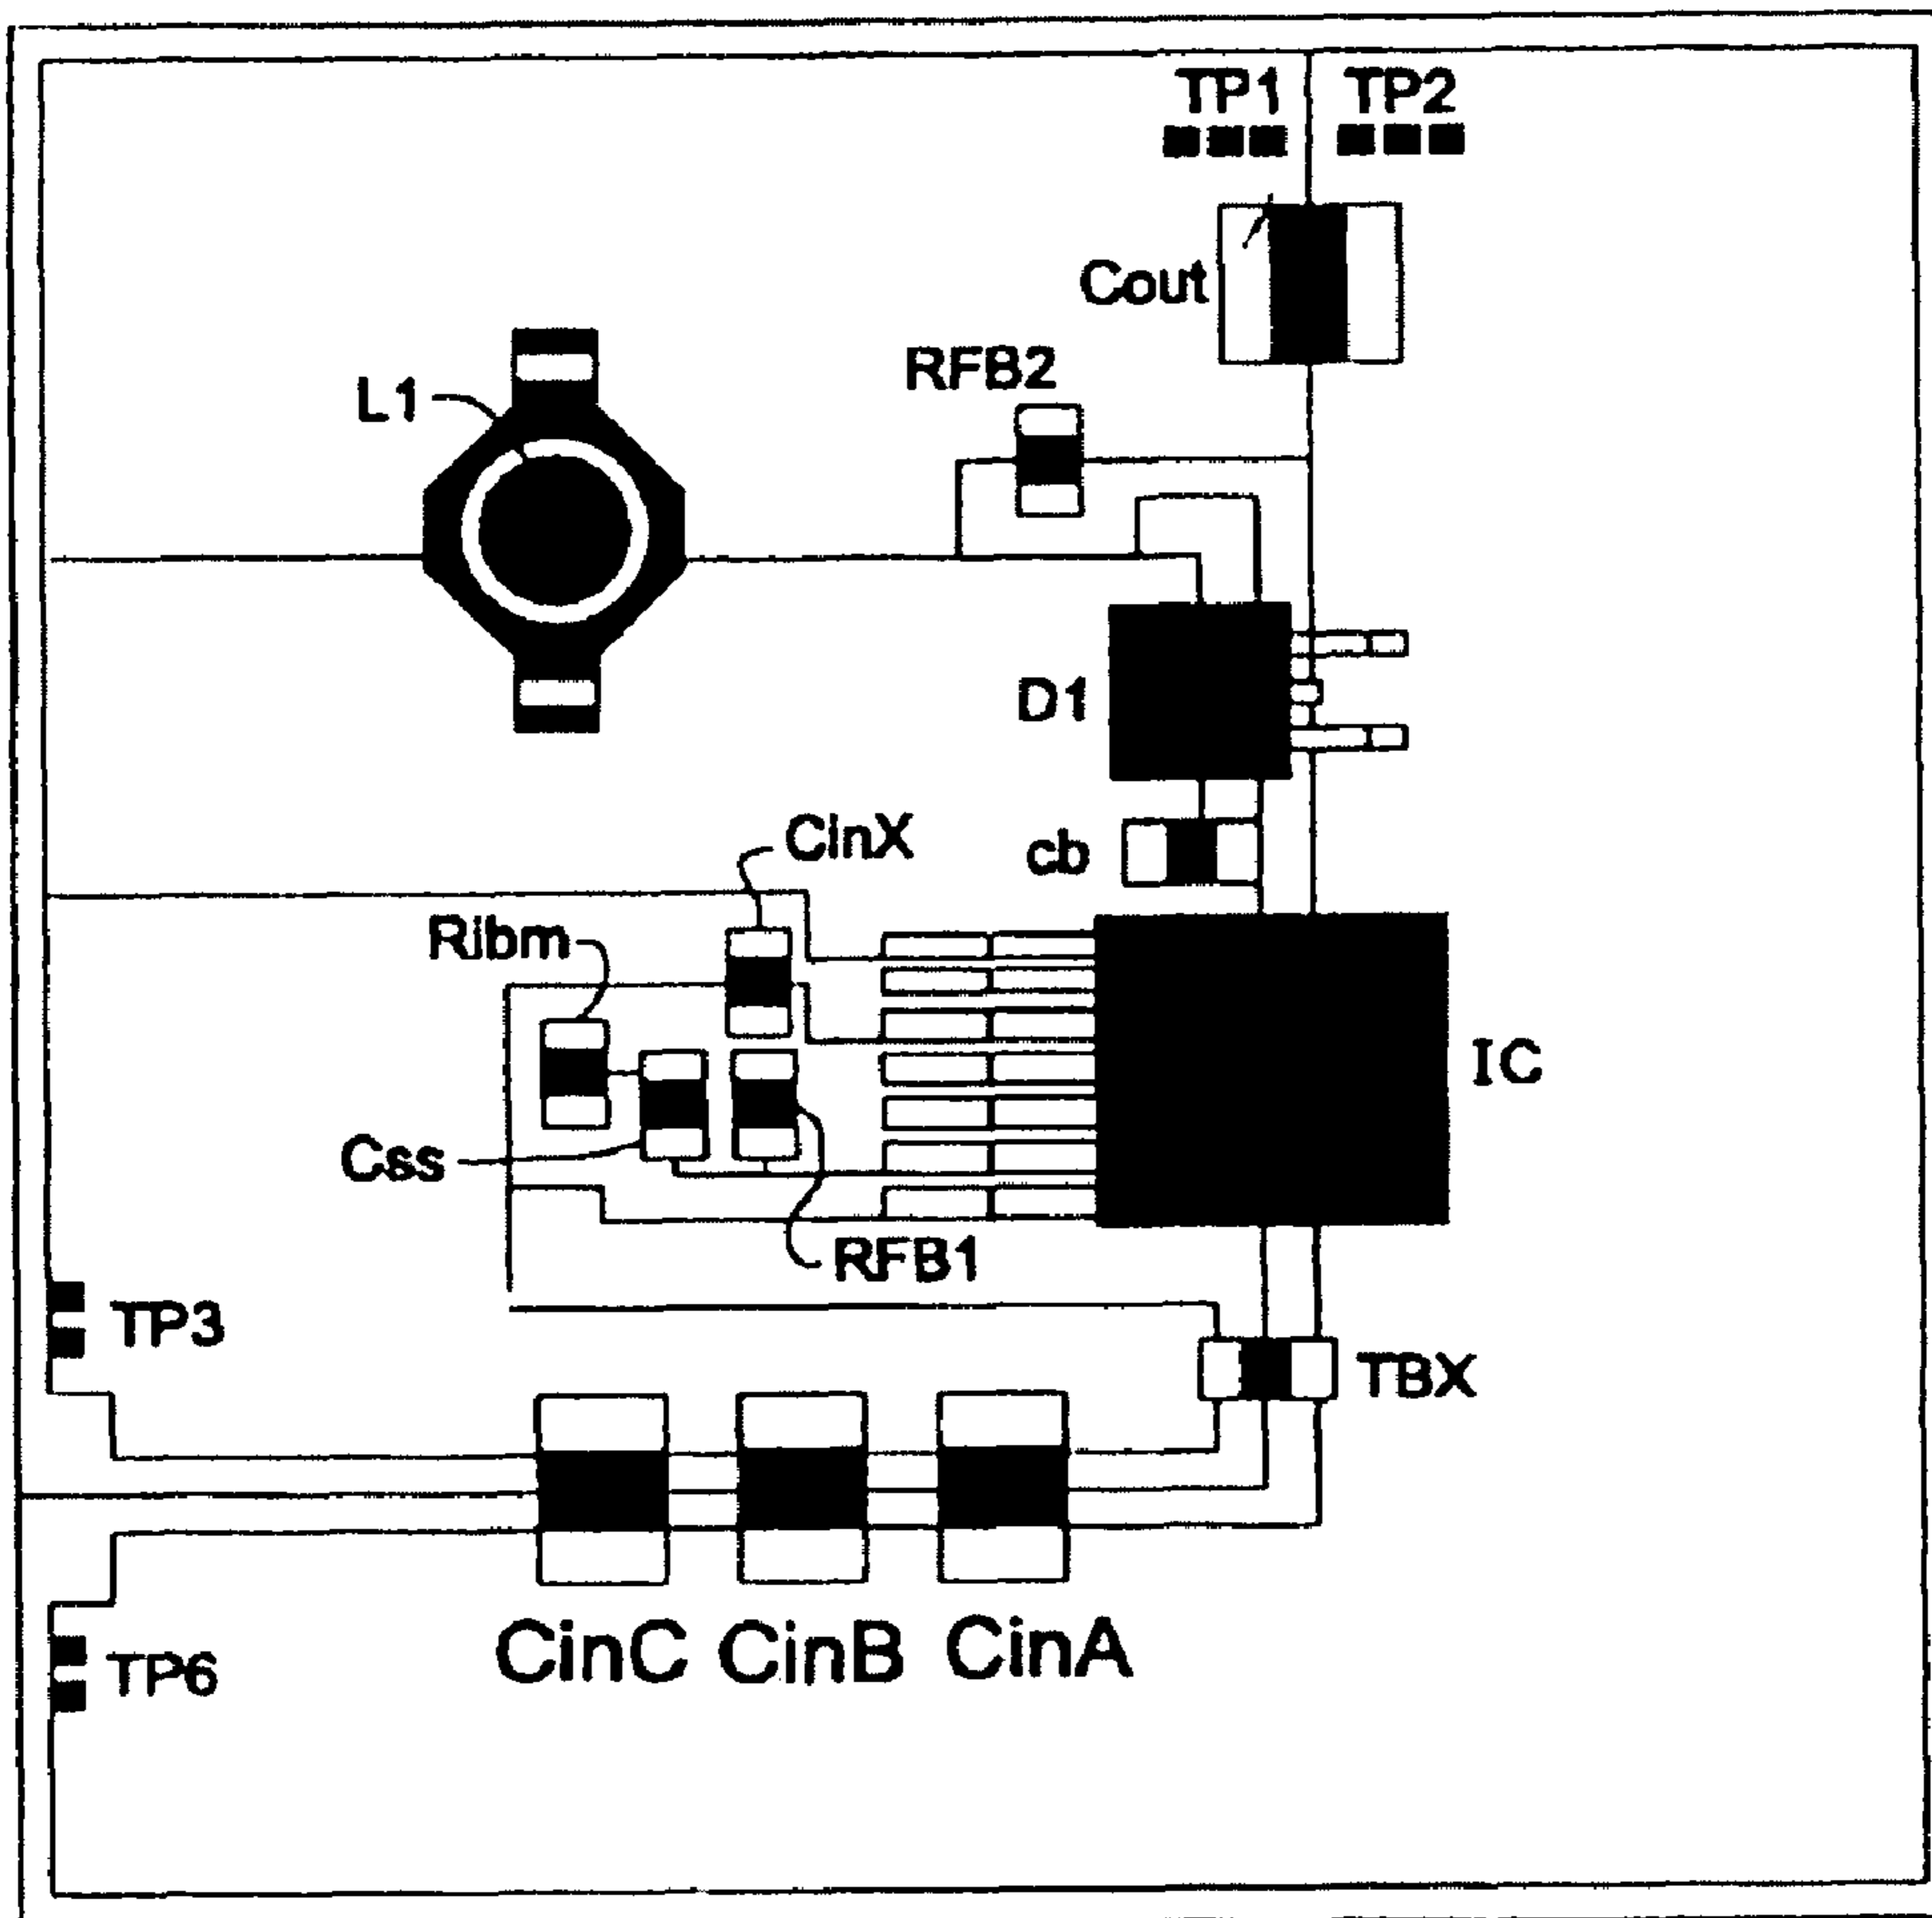 TP1 TP2
Cout
RFB2
L1
D1
CinX
cb
Ribm
IC
Css
RFB1
TP3
TBX
CinC CinB CinA
TP6